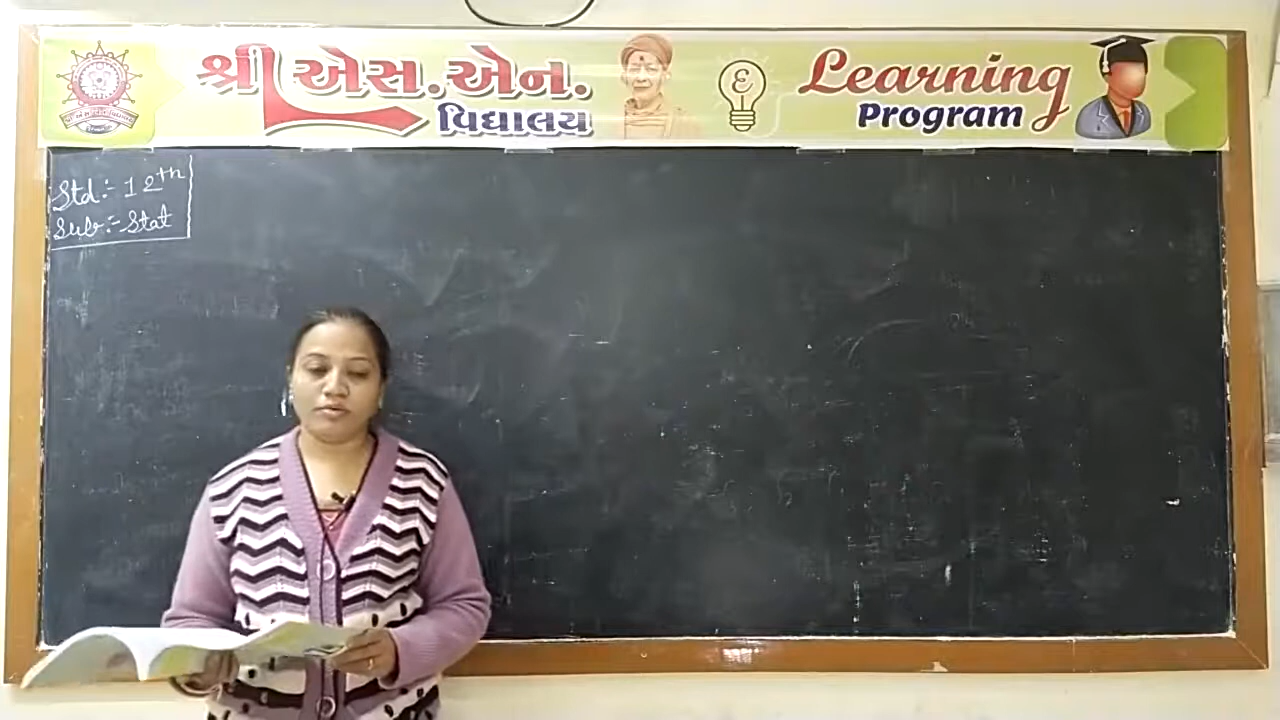 શ્રી એસ.એન.
વિદ્યાલય
Learning
Program
Std:- 12th
Sub:- Stat